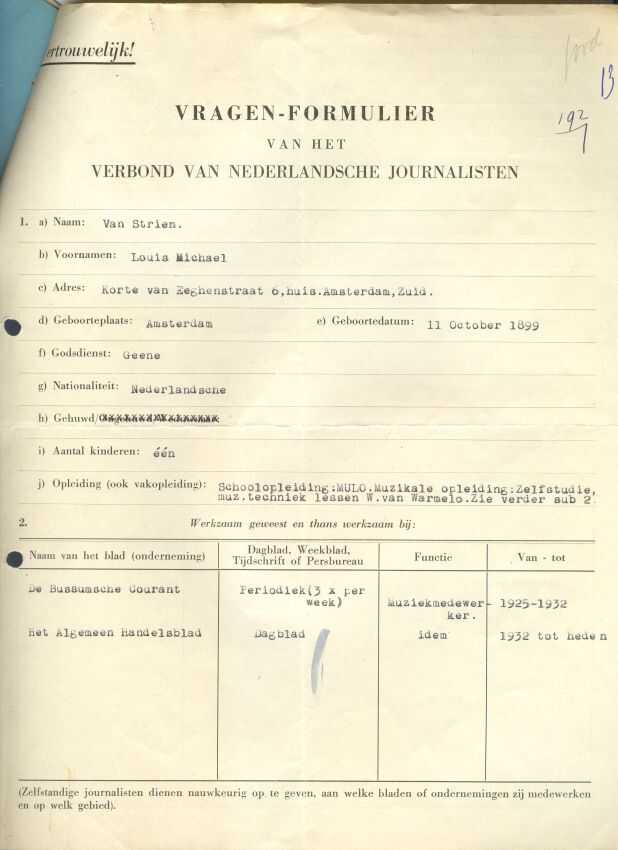 ertrouwelijk!
13
192
/1
VRAGEN-FORMULIER
VAN HET
VERBOND VAN NEDERLANDSCHE JOURNALISTEN
1. a) Naam: Van Strien.
b) Voornamen: Louis Michael
c) Adres: Korte van Eeghenstraat 6,huis.Amsterdam,Zuid.
d) Geboorteplaats: Amsterdam e) Geboortedatum: 11 October 1899
f) Godsdienst: Geene
g) Nationaliteit: Nederlandsche
h) Gehuwd/
i) Aantal kinderen: één
j) Opleiding (ook vakopleiding): Schoolopleiding:MULO.Muzikale opleiding:Zelfstudie,
muz.techniek lessen W.van Warmelo.Zie verder sub 2.
2. Werkzaam geweest en thans werkzaam bij:
Naam van het blad (onderneming) Dagblad, Weekblad, Tijdschrift of Persbureau Functie Van - tot
De Bussumsche Courant Periodiek(3 x per week) Muziekmedewer- ker. 1925-1932
Het Algemeen Handelsblad Dagblad idem 1932 tot heden
(Zelfstandige journalisten dienen nauwkeurig op te geven, aan welke bladen of ondernemingen zij medewerken
en op welk gebied).